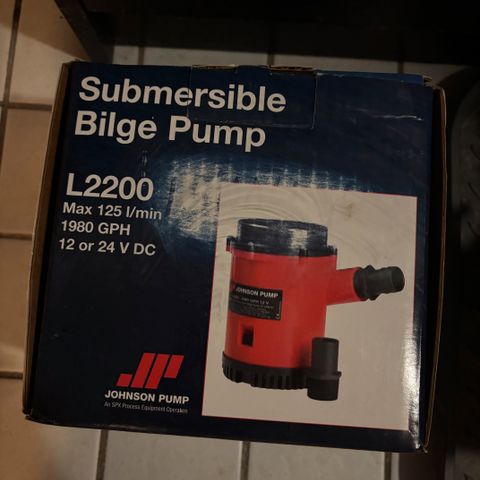 Submersible
Bilge Pump
L2200
Max 125 l/min
1980 GPH
12 or 24 V DC
JOHNSON PUMP
JOHNSON PUMP
An SPX Process Equipment Operation